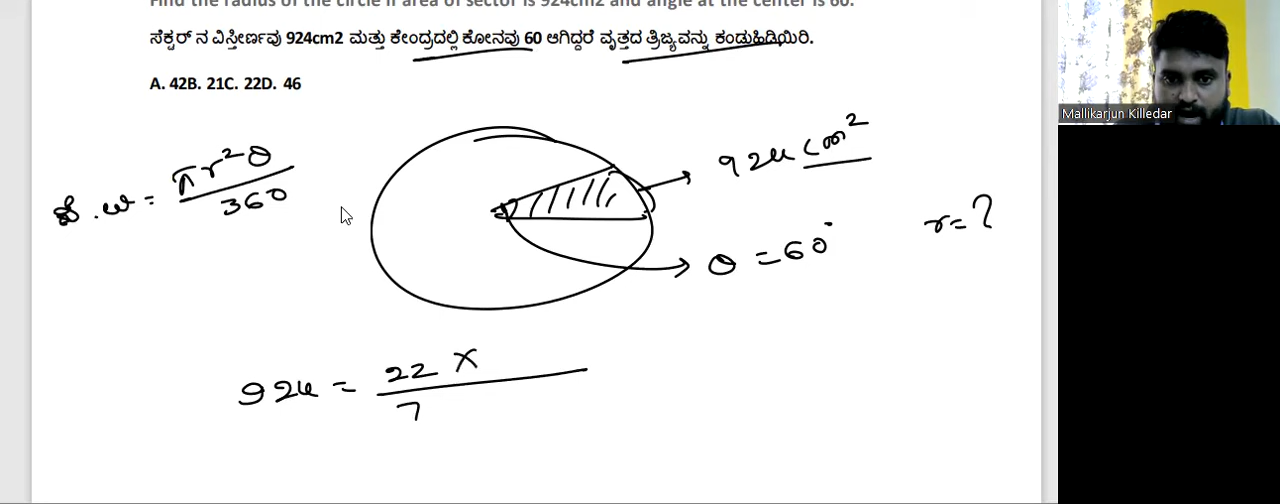 Find the radius of the circle if area of sector is 924cm2 and angle at the center is 60.
ಸೆಕ್ಟರ್ ನ ವಿಸ್ತೀರ್ಣವು 924cm2 ಮತ್ತು ಕೇಂದ್ರದಲ್ಲಿ ಕೋನವು 60 ಆಗಿದ್ದರೆ ವೃತ್ತದ ತ್ರಿಜ್ಯವನ್ನು ಕಂಡುಹಿಡಿಯಿರಿ.
A. 42B. 21C. 22D. 46
= πr²θ / 360
924 cm²
θ = 60°
r = ?
924 = 22 × / 7
Mallikarjun Killedar